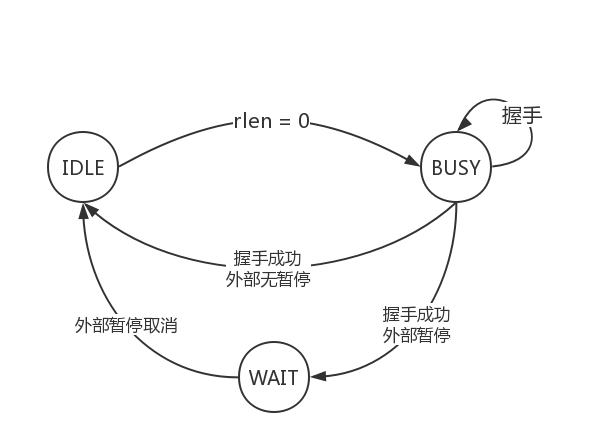 握手
rlen = 0
IDLE
BUSY
握手成功
外部无暂停
握手成功
外部暂停
外部暂停取消
WAIT